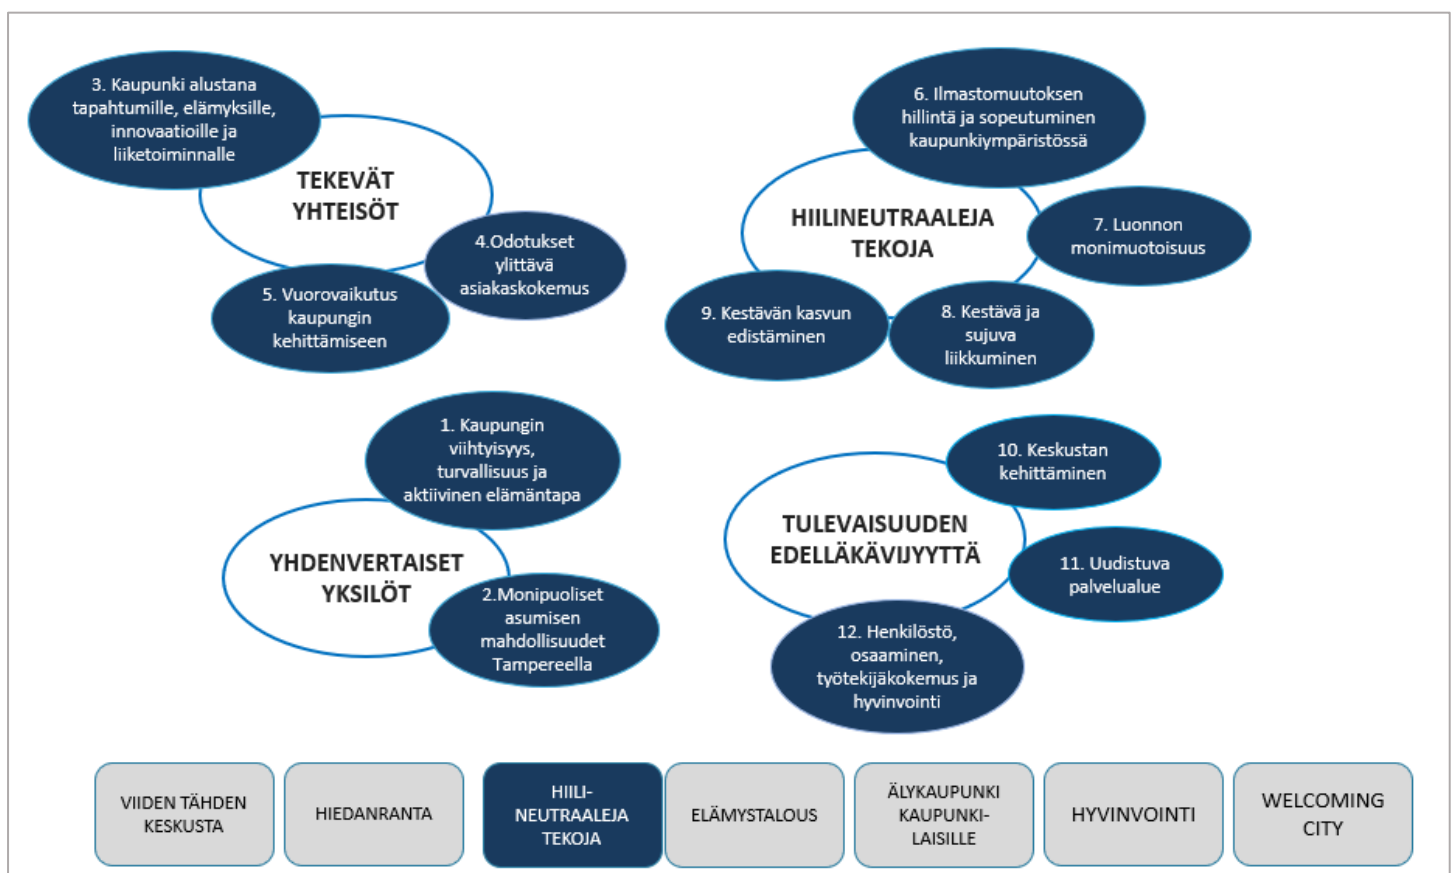 3. Kaupunki alustana
tapahtumille, elämyksille,
innovaatioille ja
liiketoiminnalle
TEKEVÄT
YHTEISÖT
4.Odotukset
ylittävä
asiakaskokemus
5. Vuorovaikutus
kaupungin
kehittämiseen
6. Ilmastomuutoksen
hillintä ja sopeutuminen
kaupunkiympäristössä
HIILINEUTRAALEJA
TEKOJA
7. Luonnon
monimuotoisuus
8. Kestävä ja
sujuva
liikkuminen
9. Kestävän kasvun
edistäminen
1. Kaupungin
viihtyisyys,
turvallisuus ja
aktiivinen elämäntapa
YHDENVERTAISET
YKSILÖT
2.Monipuoliset
asumisen
mahdollisuudet
Tampereella
10. Keskustan
kehittäminen
TULEVAISUUDEN
EDELLÄKÄVIJYYTTÄ
11. Uudistuva
palvelualue
12. Henkilöstö,
osaaminen,
työtekijäkokemus ja
hyvinvointi
VIIDEN TÄHDEN
KESKUSTA
HIEDANRANTA
HIILI-
NEUTRAALEJA
TEKOJA
ELÄMYSTALOUS
ÄLYKAUPUNKI
KAUPUNKI-
LAISILLE
HYVINVOINTI
WELCOMING
CITY